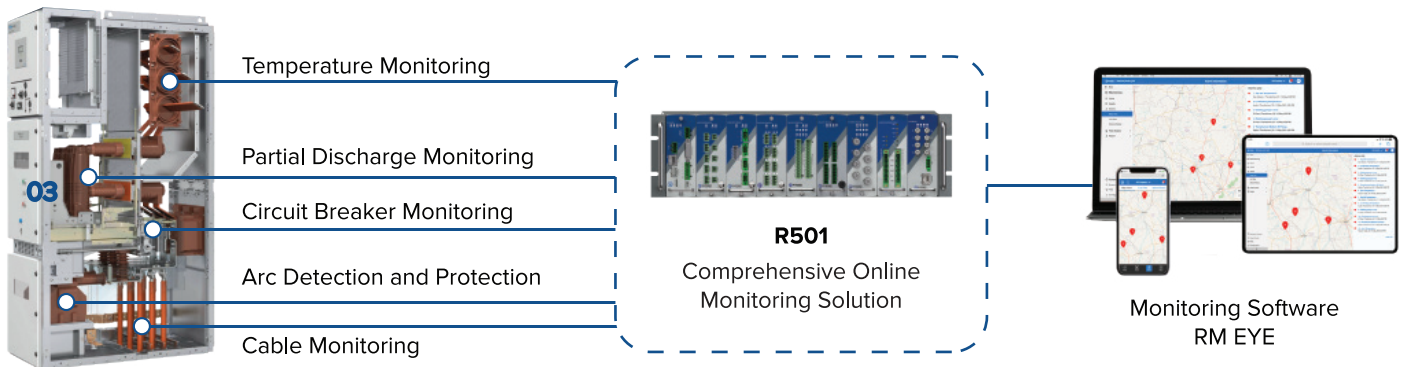 Temperature Monitoring
Partial Discharge Monitoring
03
Circuit Breaker Monitoring
Arc Detection and Protection
Cable Monitoring
R501
Comprehensive Online
Monitoring Solution
Monitoring Software
RM EYE